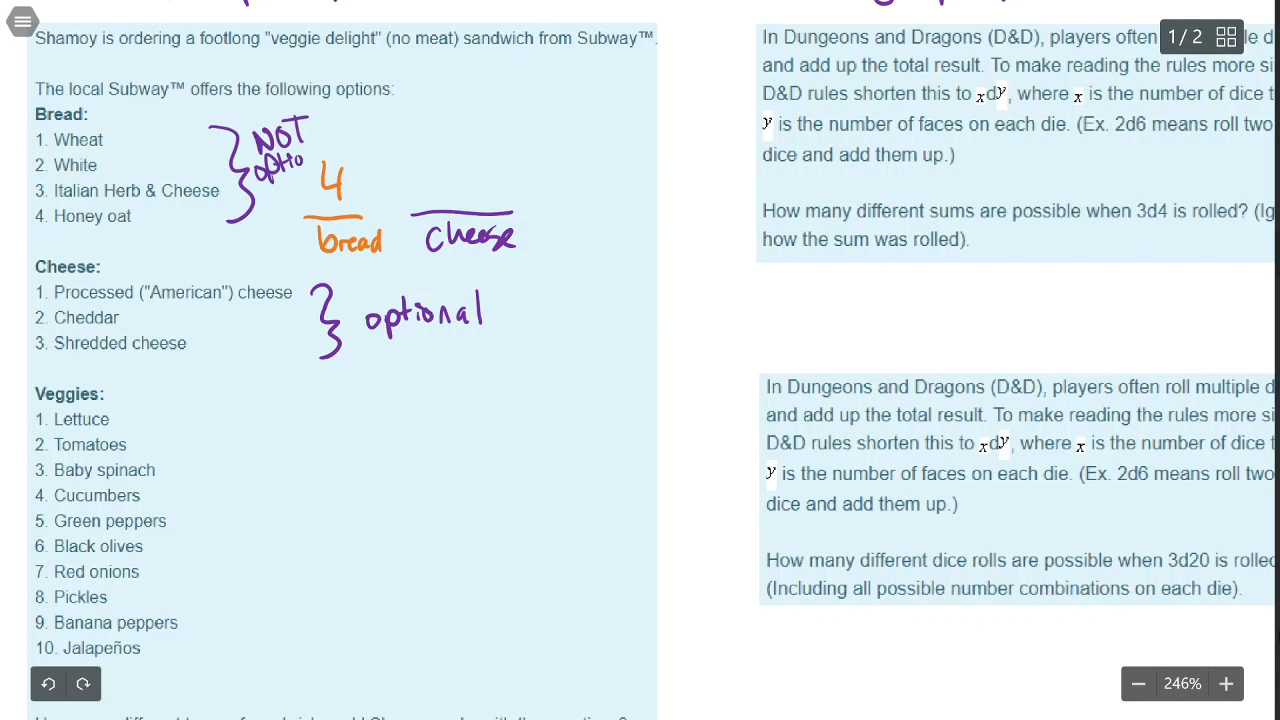 Shamoy is ordering a footlong "veggie delight" (no meat) sandwich from Subway™.
The local Subway™ offers the following options:
Bread:
1. Wheat
2. White
3. Italian Herb & Cheese
4. Honey oat
NOT
optio
4
bread
cheese
Cheese:
1. Processed ("American") cheese
2. Cheddar
3. Shredded cheese
optional
Veggies:
1. Lettuce
2. Tomatoes
3. Baby spinach
4. Cucumbers
5. Green peppers
6. Black olives
7. Red onions
8. Pickles
9. Banana peppers
10. Jalapeños
In Dungeons and Dragons (D&D), players often
1 / 2
and add up the total result. To make reading the rules more si
D&D rules shorten this to xdy, where x is the number of dice t
y is the number of faces on each die. (Ex. 2d6 means roll two
dice and add them up.)
How many different sums are possible when 3d4 is rolled? (Ig
how the sum was rolled).
In Dungeons and Dragons (D&D), players often roll multiple d
and add up the total result. To make reading the rules more si
D&D rules shorten this to xdy, where x is the number of dice t
y is the number of faces on each die. (Ex. 2d6 means roll two
dice and add them up.)
How many different dice rolls are possible when 3d20 is rolled
(Including all possible number combinations on each die).
246%